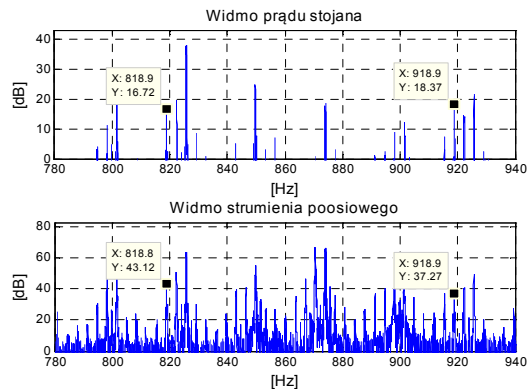 Widmo prądu stojana
[dB]
40
30
20
10
0
X: 818.9
Y: 16.72
X: 918.9
Y: 18.37
780 800 820 840 860 880 900 920 940
[Hz]
Widmo strumienia poosiowego
[dB]
80
60
40
20
0
X: 818.8
Y: 43.12
X: 918.9
Y: 37.27
780 800 820 840 860 880 900 920 940
[Hz]